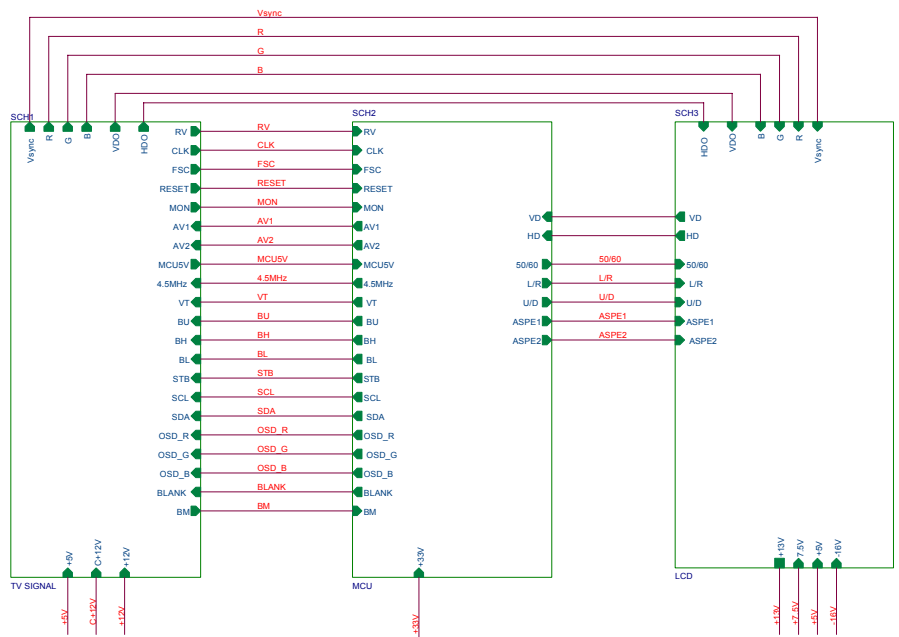 Vsync
R
G
B
SCH1
SCH2
SCH3
Vsync
R
G
B
VDO
HDO
HDO
VDO
B
G
R
Vsync
RV RV RV
CLK CLK CLK
FSC FSC FSC
RESET RESET RESET
MON MON MON
AV1 AV1 AV1
VD VD
AV2 AV2 AV2
HD HD
MCU5V MCU5V MCU5V
50/60 50/60 50/60
4.5MHz 4.5MHz 4.5MHz
L/R L/R L/R
VT VT VT
U/D U/D U/D
BU BU BU
ASPE1 ASPE1 ASPE1
BH BH BH
ASPE2 ASPE2 ASPE2
BL BL BL
STB STB STB
SCL SCL SCL
SDA SDA SDA
OSD_R OSD_R OSD_R
OSD_G OSD_G OSD_G
OSD_B OSD_B OSD_B
BLANK BLANK BLANK
BM BM BM
+5V
C+12V
+12V
+33V
+13V
7.5V
+5V
-16V
TV SIGNAL
MCU
LCD
+5V
C+12V
+12V
+33V
+13V
+7.5V
+5V
-16V